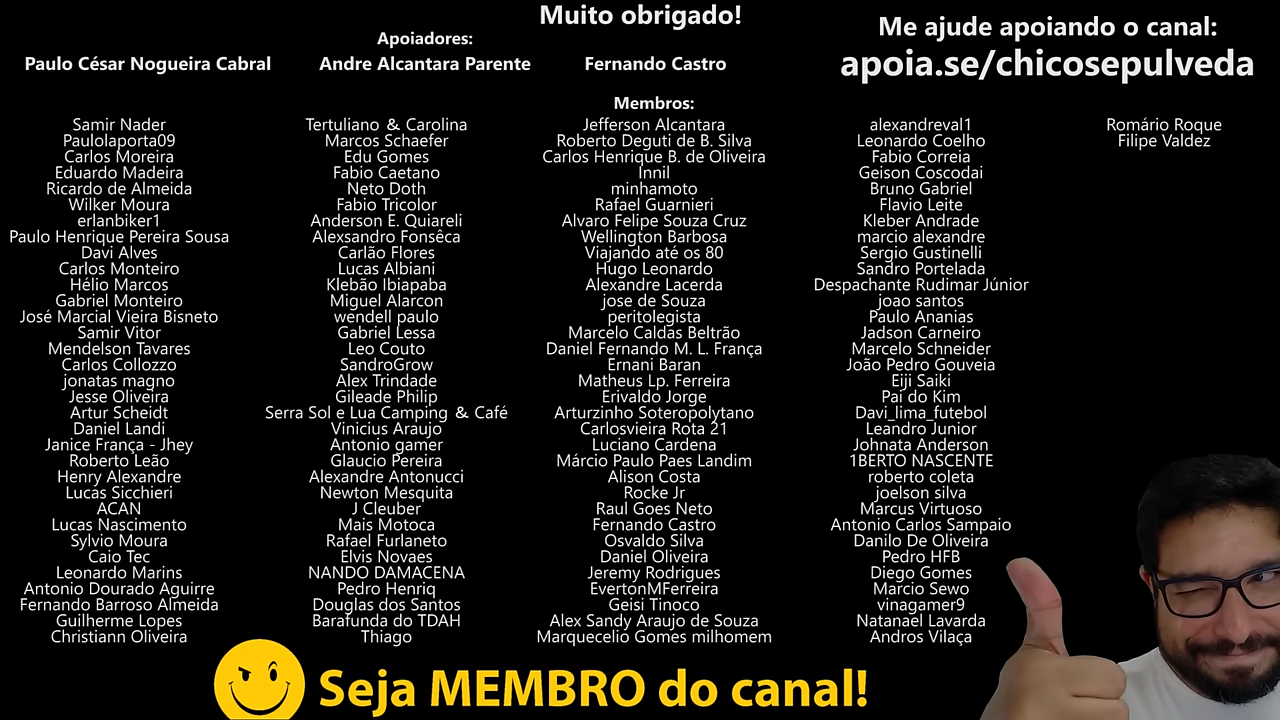 Muito obrigado!
Apoiadores:
Paulo César Nogueira Cabral
Andre Alcantara Parente
Fernando Castro
Me ajude apoiando o canal:
apoia.se/chicosepulveda
Membros:
Samir Nader
Paulolaporta09
Carlos Moreira
Eduardo Madeira
Ricardo de Almeida
Wilker Moura
erlanbiker1
Paulo Henrique Pereira Sousa
Davi Alves
Carlos Monteiro
Hélio Marcos
Gabriel Monteiro
José Marcial Vieira Bisneto
Samir Vitor
Mendelson Tavares
Carlos Collozzo
jonatas magno
Jesse Oliveira
Artur Scheidt
Daniel Landi
Janice França - Jhey
Roberto Leão
Henry Alexandre
Lucas Sicchieri
ACAN
Lucas Nascimento
Sylvio Moura
Caio Tec
Leonardo Marins
Antonio Dourado Aguirre
Fernando Barroso Almeida
Guilherme Lopes
Christiann Oliveira
Tertuliano & Carolina
Marcos Schaefer
Edu Gomes
Fabio Caetano
Neto Doth
Fabio Tricolor
Anderson E. Quiareli
Alexsandro Fonsêca
Carlão Flores
Lucas Albiani
Klebão Ibiapaba
Miguel Alarcon
wendell paulo
Gabriel Lessa
Leo Couto
SandroGrow
Alex Trindade
Gileade Philip
Serra Sol e Lua Camping & Café
Vinicius Araujo
Antonio gamer
Glaucio Pereira
Alexandre Antonucci
Newton Mesquita
J Cleuber
Mais Motoca
Rafael Furlaneto
Elvis Novaes
NANDO DAMACENA
Pedro Henriq
Douglas dos Santos
Barafunda do TDAH
Thiago
Jefferson Alcantara
Roberto Deguti de B. Silva
Carlos Henrique B. de Oliveira
Innil
minhamoto
Rafael Guarnieri
Alvaro Felipe Souza Cruz
Wellington Barbosa
Viajando até os 80
Hugo Leonardo
Alexandre Lacerda
jose de Souza
peritolegista
Marcelo Caldas Beltrão
Daniel Fernando M. L. França
Ernani Baran
Matheus Lp. Ferreira
Erivaldo Jorge
Arturzinho Soteropolytano
Carlosvieira Rota 21
Luciano Cardena
Márcio Paulo Paes Landim
Alison Costa
Rocke Jr
Raul Goes Neto
Fernando Castro
Osvaldo Silva
Daniel Oliveira
Jeremy Rodrigues
EvertonMFerreira
Geisi Tinoco
Alex Sandy Araujo de Souza
Marquecelio Gomes milhomem
alexandreval1
Leonardo Coelho
Fabio Correia
Geison Coscodai
Bruno Gabriel
Flavio Leite
Kleber Andrade
marcio alexandre
Sergio Gustinelli
Sandro Portelada
Despachante Rudimar Júnior
joao santos
Paulo Ananias
Jadson Carneiro
Marcelo Schneider
João Pedro Gouveia
Eiji Saiki
Pai do Kim
Davi_lima_futebol
Leandro Junior
Johnata Anderson
1BERTO NASCENTE
roberto coleta
joelson silva
Marcus Virtuoso
Antonio Carlos Sampaio
Danilo De Oliveira
Pedro HFB
Diego Gomes
Marcio Sewo
vinagamer9
Natanael Lavarda
Andros Vilaça
Romário Roque
Filipe Valdez
Seja MEMBRO do canal!